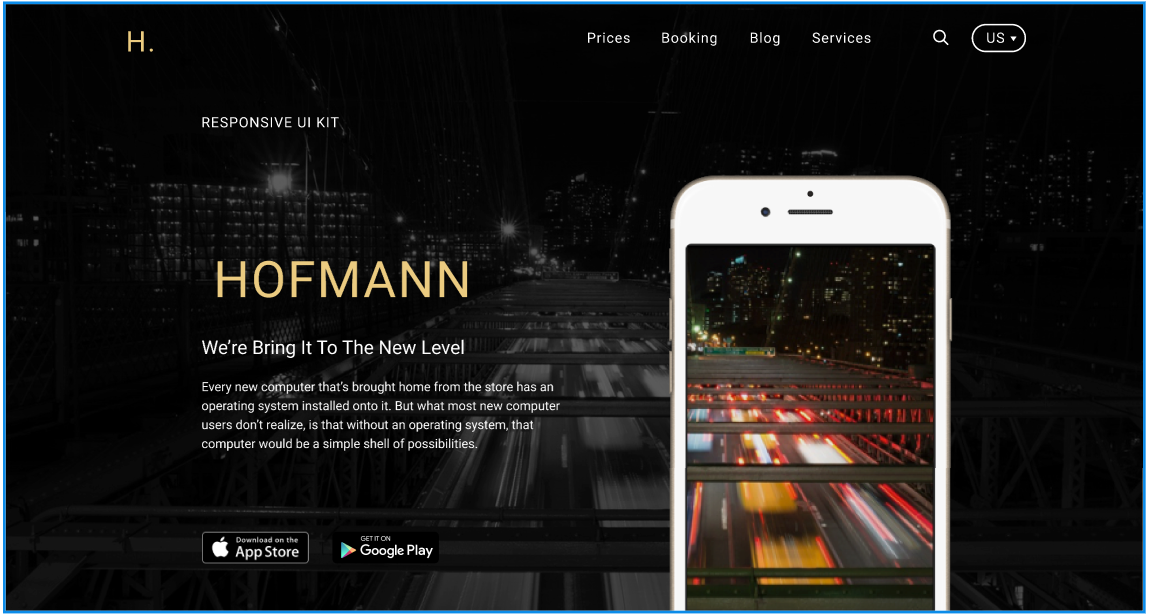 H.
Prices Booking Blog Services US
RESPONSIVE UI KIT
HOFMANN
We’re Bring It To The New Level
Every new computer that’s brought home from the store has an
operating system installed onto it. But what most new computer
users don’t realize, is that without an operating system, that
computer would be a simple shell of possibilities.
Download on the
App Store
GET IT ON
Google Play